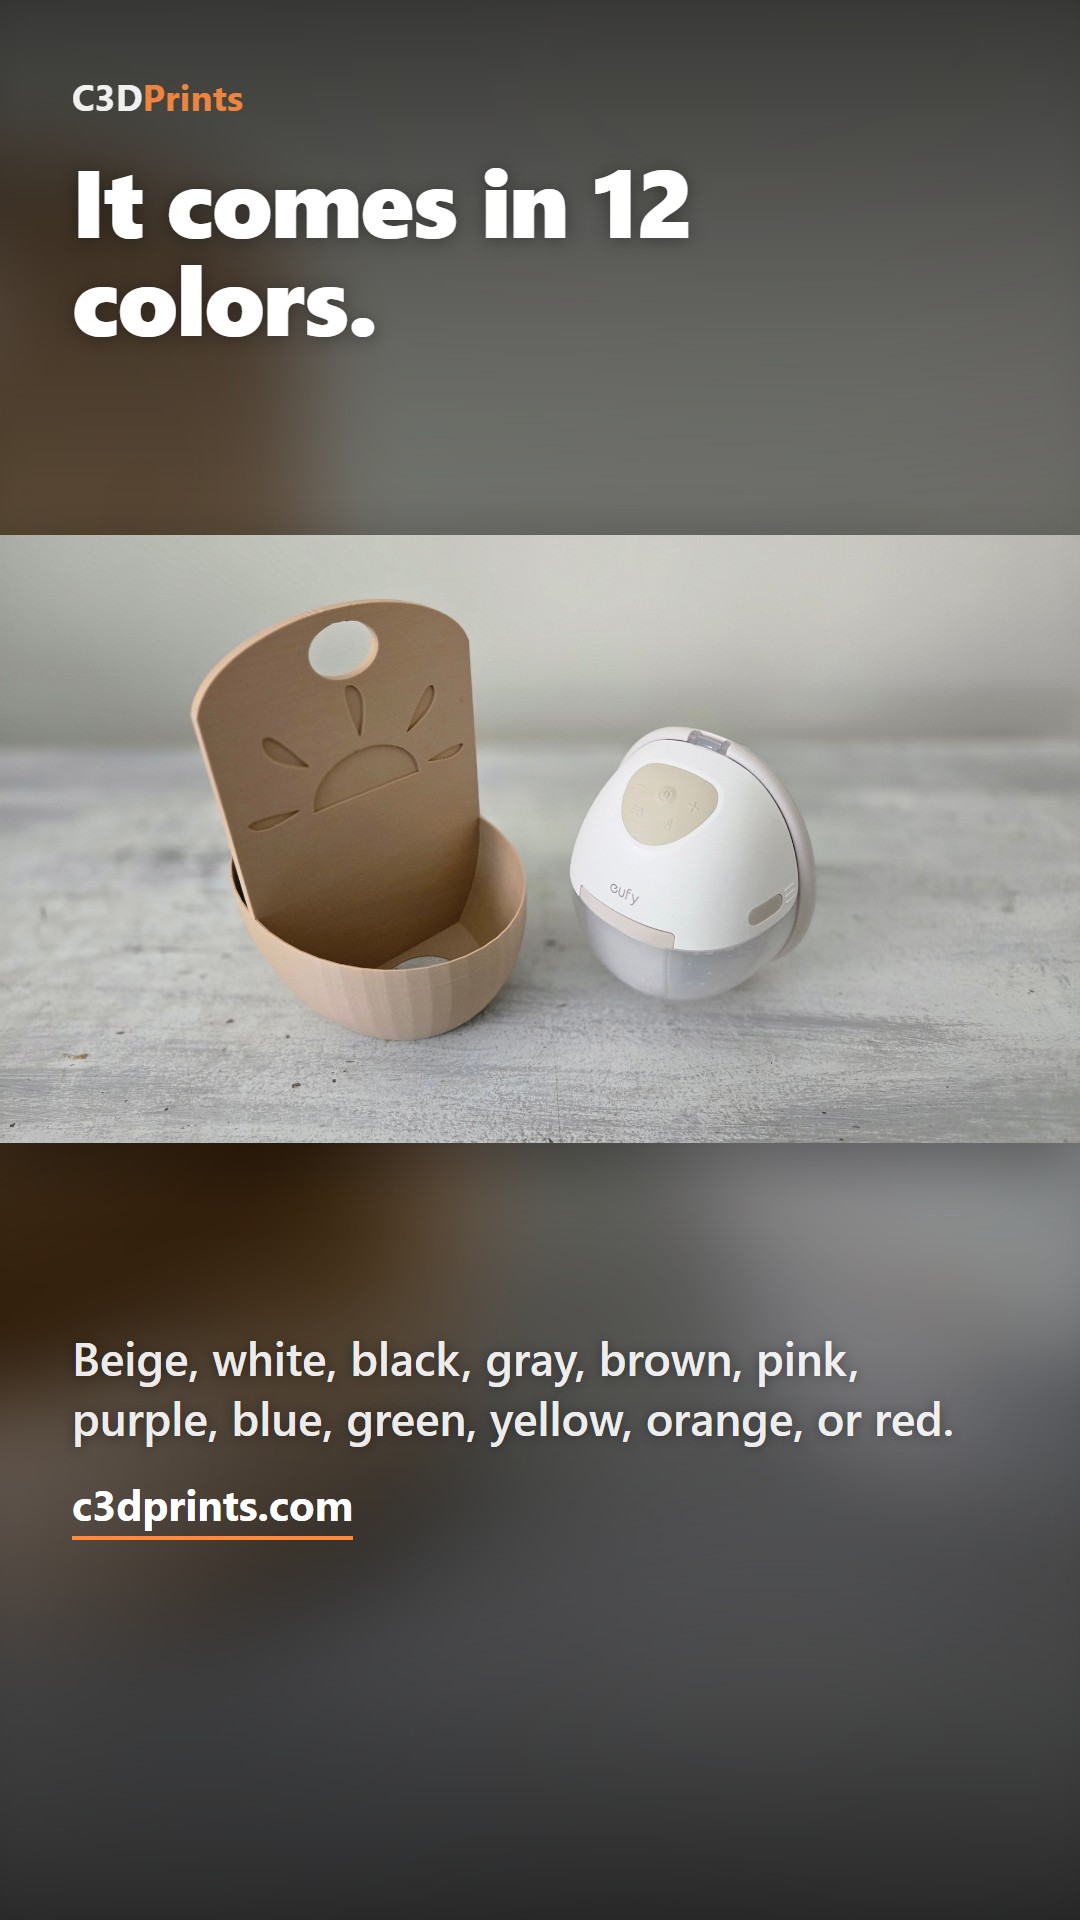 C3DPrints
It comes in 12
colors.
eufy
Beige, white, black, gray, brown, pink,
purple, blue, green, yellow, orange, or red.
c3dprints.com